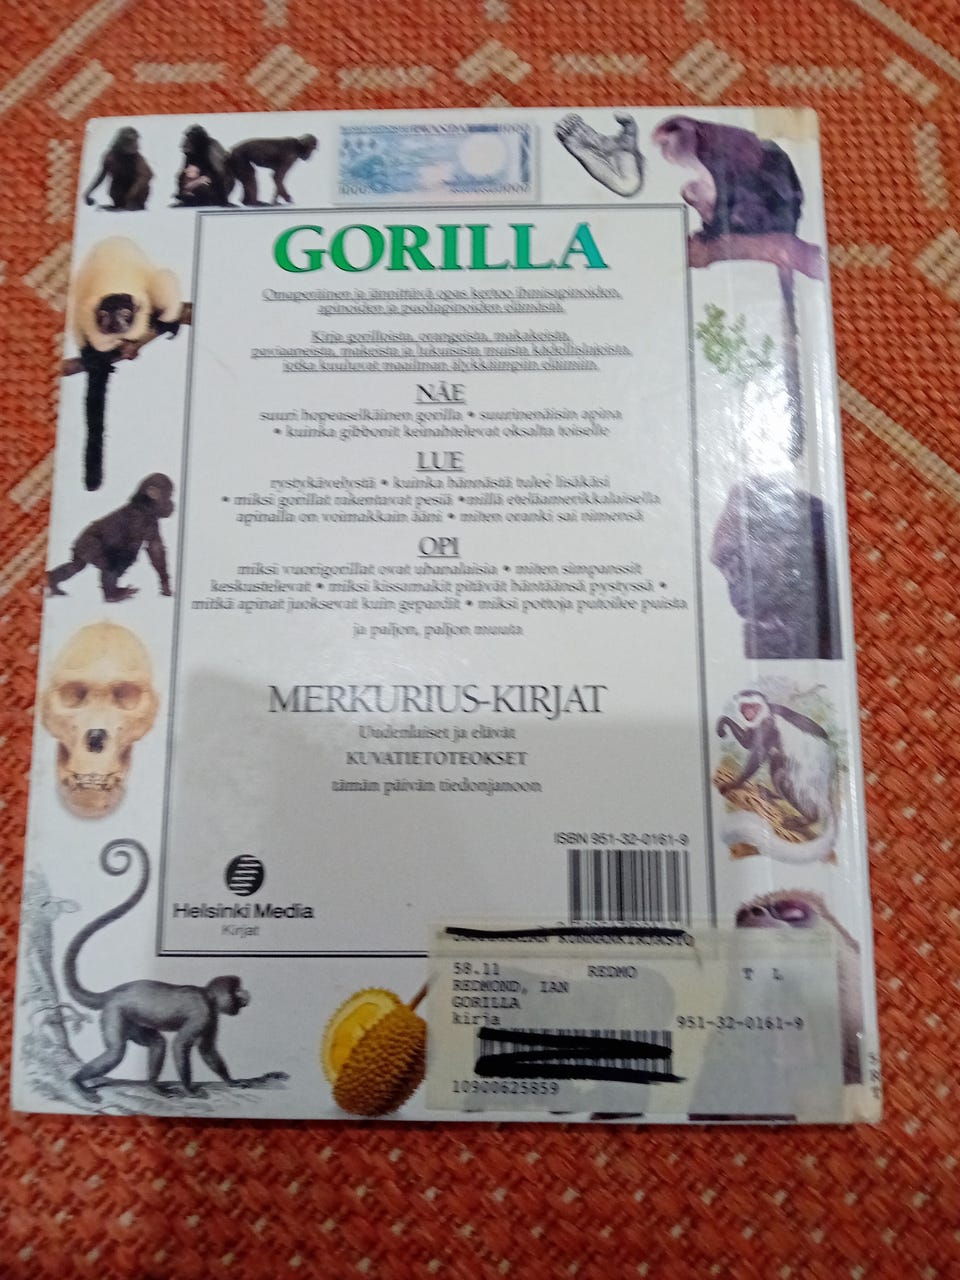 RWANDA 1000
1000 1000
GORILLA
Omaperäinen ja jännittävä opas kertoo ihmisapinoiden,
apinoiden ja puoliapinoiden elämästä.
Kirja gorilloista, orangeista, makakeista,
paviaaneista, makeista ja lukuisista muista kädellislajeista,
jotka kuuluvat maailman älykkäimpiin eläimiin.
NÄE
suuri hopeaselkäinen gorilla • suurinenäisin apina
• kuinka gibbonit keinahtelevat oksalta toiselle
LUE
rystykävelystä • kuinka hännästä tulee lisäkäsi
• miksi gorillat rakentavat pesiä • millä eteläamerikkalaisella
apinalla on voimakkain ääni • miten oranki sai nimensä
OPI
miksi vuorigorillat ovat uhanalaisia • miten simpanssit
keskustelevat • miksi kissamakit pitävät häntäänsä pystyssä •
mitkä apinat juoksevat kuin gepardit • miksi pottoja putoilee puista
ja paljon, paljon muuta
MERKURIUS-KIRJAT
Uudenlaiset ja elävät
KUVATIETOTEOKSET
tämän päivän tiedonjanoon
ISBN 951-32-0161-9
Helsinki Media
Kirjat
58.11 REDMO T L
REDMOND, IAN
GORILLA
kirja 951-32-0161-9
10900625859